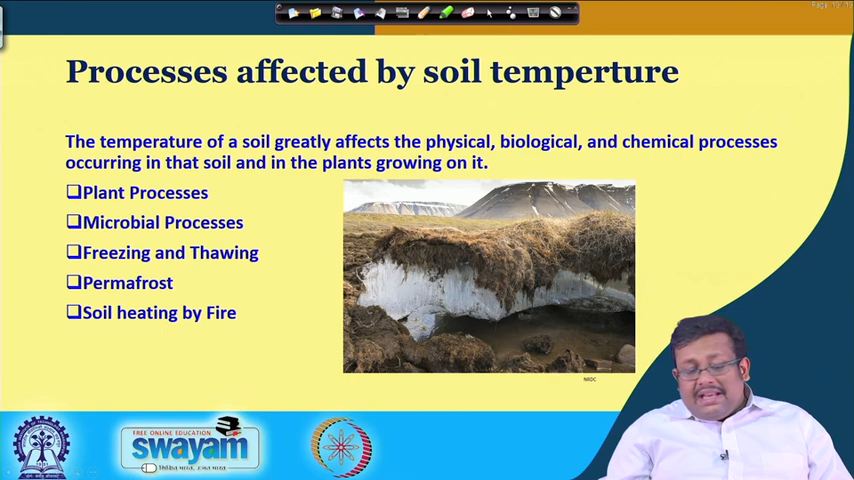 Processes affected by soil temperture
The temperature of a soil greatly affects the physical, biological, and chemical processes
occurring in that soil and in the plants growing on it.
Plant Processes
Microbial Processes
Freezing and Thawing
Permafrost
Soil heating by Fire
NRDC
FREE ONLINE EDUCATION
swayam